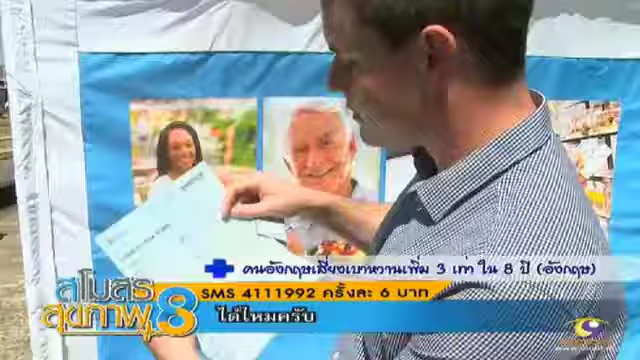 คนอังกฤษเสี่ยงเบาหวานเพิ่ม 3 เท่า ใน 8 ปี (อังกฤษ)
สโมสรสุขภาพ 8
SMS 4111992 ครั้งละ 6 บาท
ได้ไหมครับ